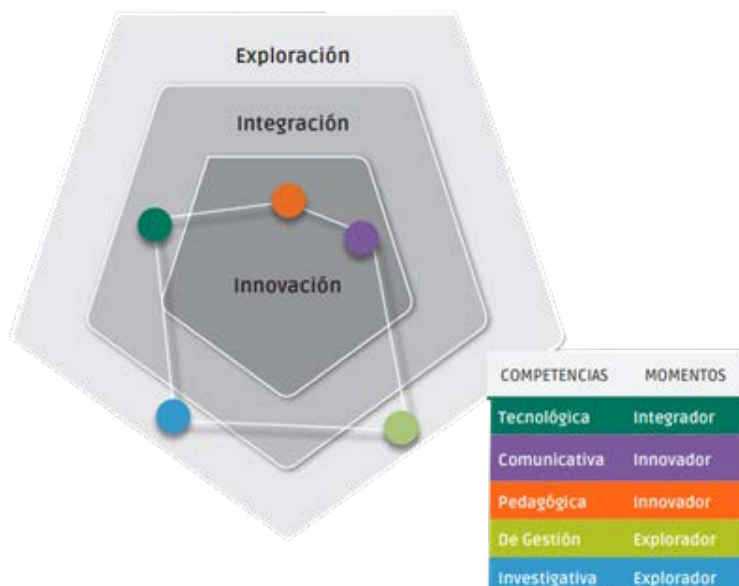 Exploración
Integración
Innovación
COMPETENCIAS MOMENTOS
Tecnológica Integrador
Comunicativa Innovador
Pedagógica Innovador
De Gestión Explorador
Investigativa Explorador